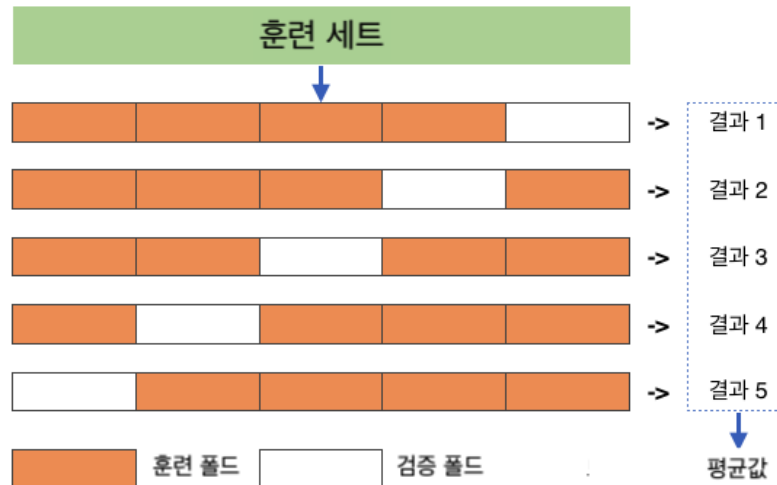 훈련 세트
-> 결과 1
-> 결과 2
-> 결과 3
-> 결과 4
-> 결과 5
훈련 폴드 검증 폴드 평균값